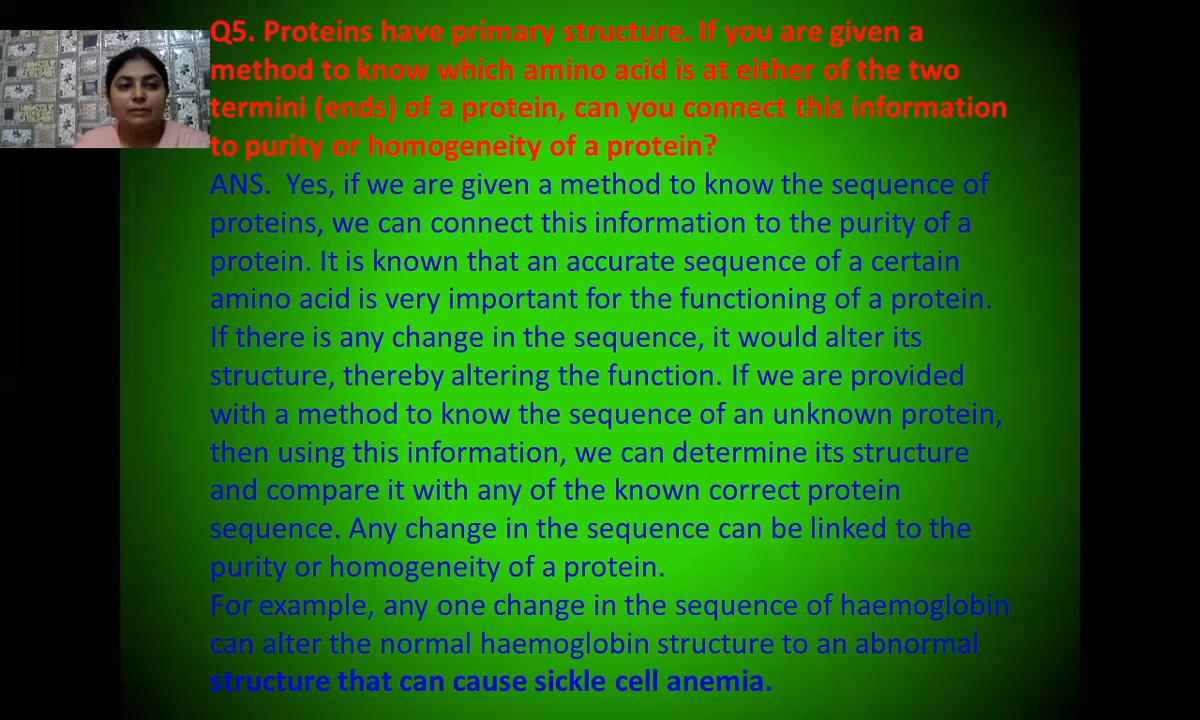 Q5. Proteins have primary structure. If you are given a
method to know which amino acid is at either of the two
termini (ends) of a protein, can you connect this information
to purity or homogeneity of a protein?
ANS.  Yes, if we are given a method to know the sequence of
proteins, we can connect this information to the purity of a
protein. It is known that an accurate sequence of a certain
amino acid is very important for the functioning of a protein.
If there is any change in the sequence, it would alter its
structure, thereby altering the function. If we are provided
with a method to know the sequence of an unknown protein,
then using this information, we can determine its structure
and compare it with any of the known correct protein
sequence. Any change in the sequence can be linked to the
purity or homogeneity of a protein.
For example, any one change in the sequence of haemoglobin
can alter the normal haemoglobin structure to an abnormal
structure that can cause sickle cell anemia.